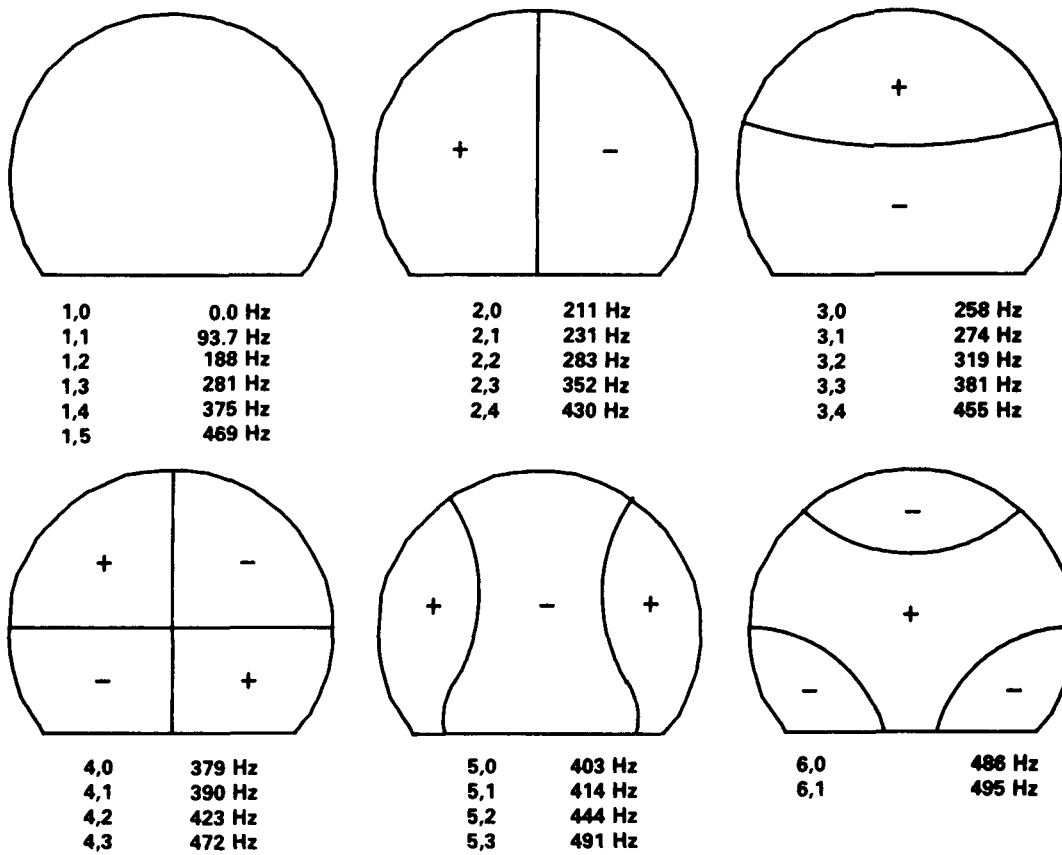 + −
+
−
1,0 0.0 Hz
1,1 93.7 Hz
1,2 188 Hz
1,3 281 Hz
1,4 375 Hz
1,5 469 Hz
2,0 211 Hz
2,1 231 Hz
2,2 283 Hz
2,3 352 Hz
2,4 430 Hz
3,0 258 Hz
3,1 274 Hz
3,2 319 Hz
3,3 381 Hz
3,4 455 Hz
+ −
− +
+ − +
−
+
− −
4,0 379 Hz
4,1 390 Hz
4,2 423 Hz
4,3 472 Hz
5,0 403 Hz
5,1 414 Hz
5,2 444 Hz
5,3 491 Hz
6,0 486 Hz
6,1 495 Hz